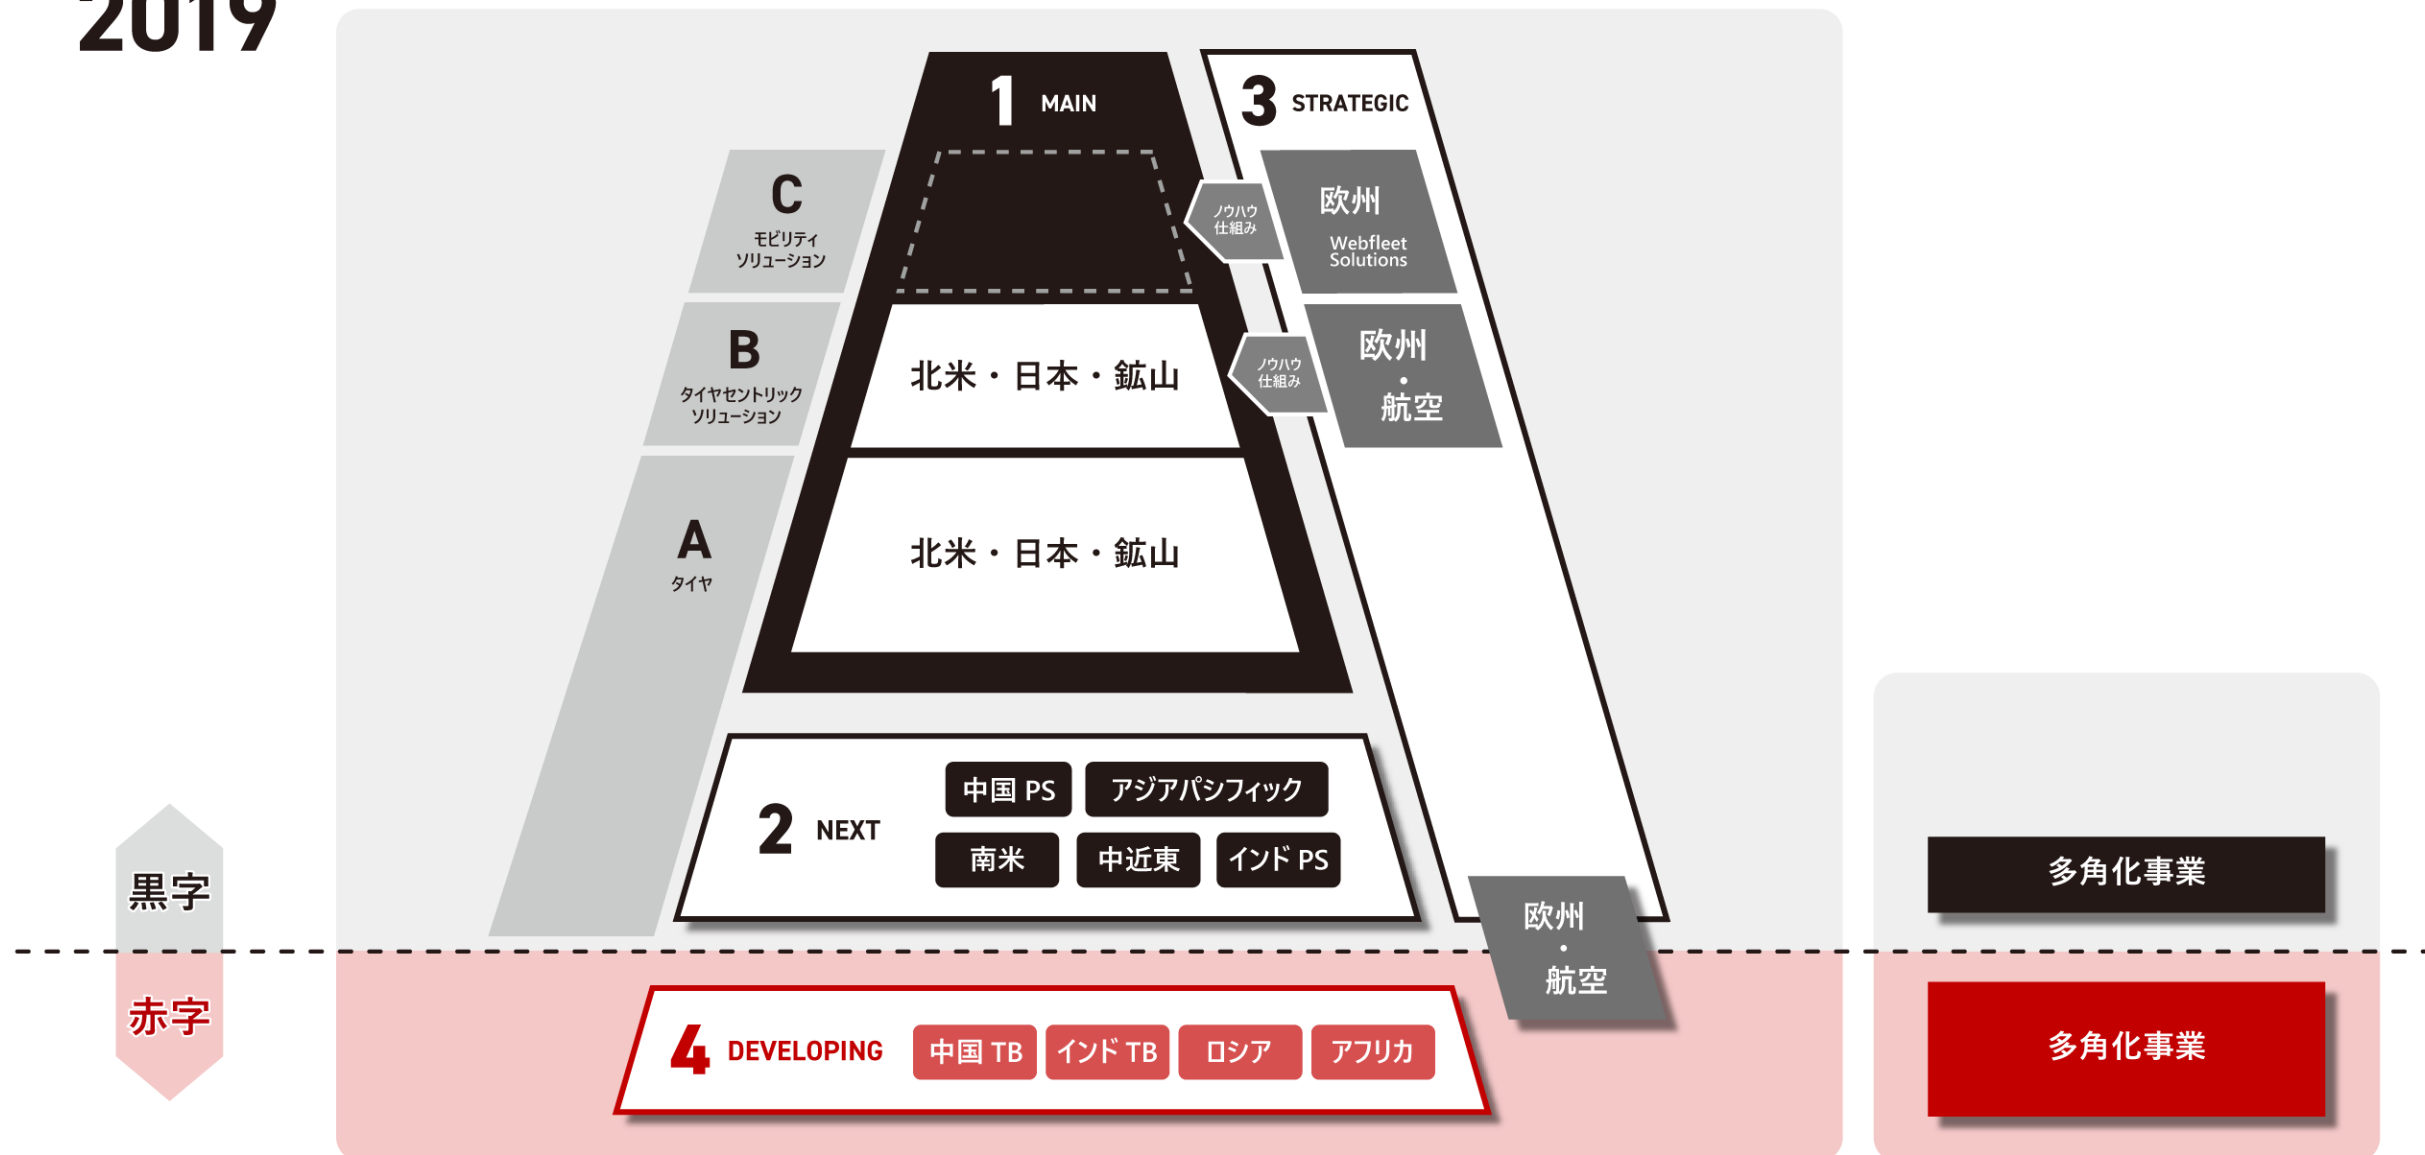 2019
1 MAIN
3 STRATEGIC
C
モビリティ
ソリューション
ノウハウ
仕組み
欧州
Webfleet
Solutions
B
タイヤセントリック
ソリューション
北米・日本・鉱山
ノウハウ
仕組み
欧州
・
航空
A
タイヤ
北米・日本・鉱山
2 NEXT
中国 PS
アジアパシフィック
南米
中近東
インド PS
黒字
欧州
・
航空
多角化事業
赤字
4 DEVELOPING
中国 TB
インド TB
ロシア
アフリカ
多角化事業